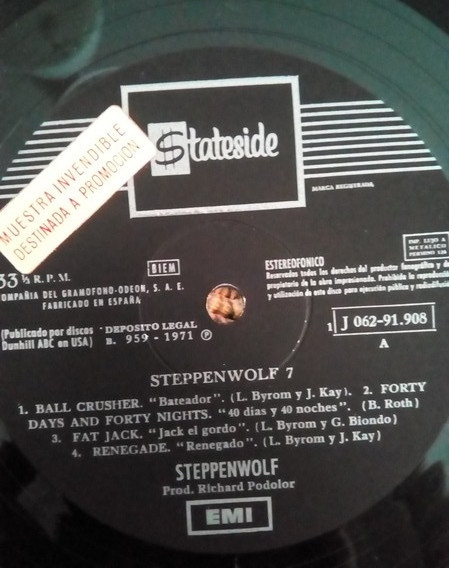 $tateside
MUESTRA INVENDIBLE
DESTINADA A PROMOCION
MARCA REGISTRADA
33⅓ R. P. M.
COMPAÑIA DEL GRAMOFONO-ODEON, S. A. E.
FABRICADO EN ESPAÑA
BIEM
ESTEREOFONICO
Reservados todos los derechos del productor fonográfico y de
propietario de la obra impresionada. Prohibida la reproducción
y utilización de este disco para ejecución pública y radiodifusi
(Publicado por discos
Dunhill ABC en USA)
DEPOSITO LEGAL
B. 959 - 1971 Ⓟ
1 J 062-91.908
A
STEPPENWOLF 7
1. BALL CRUSHER. "Bateador". (L. Byrom y J. Kay). 2. FORTY
DAYS AND FORTY NIGHTS. "40 dias y 40 noches". (B. Roth)
3. FAT JACK. "Jack el gordo". (L. Byrom y G. Biondo)
4. RENEGADE. "Renegado". (L. Byrom y J. Kay)
STEPPENWOLF
Prod. Richard Podolor
EMI